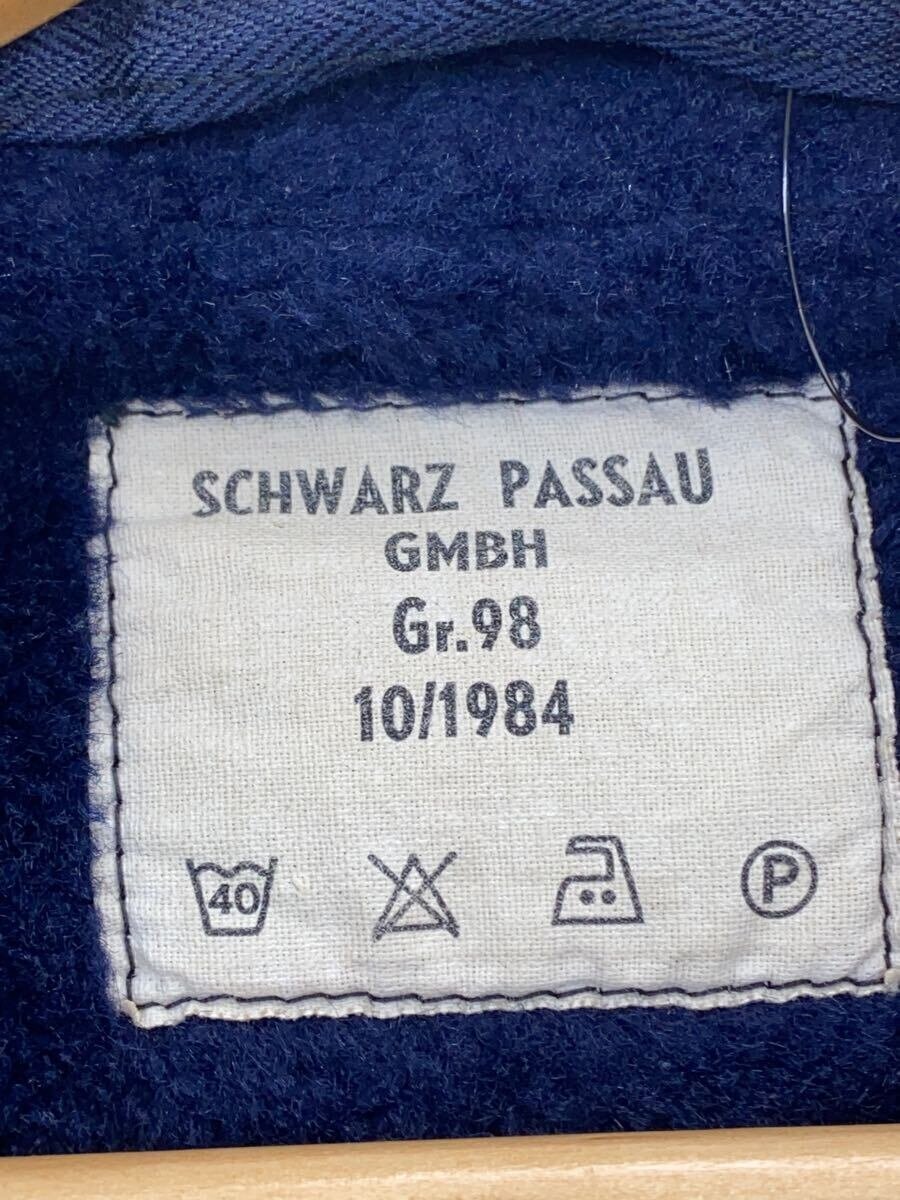 SCHWARZ PASSAU
GMBH
Gr.98
10/1984
40 P